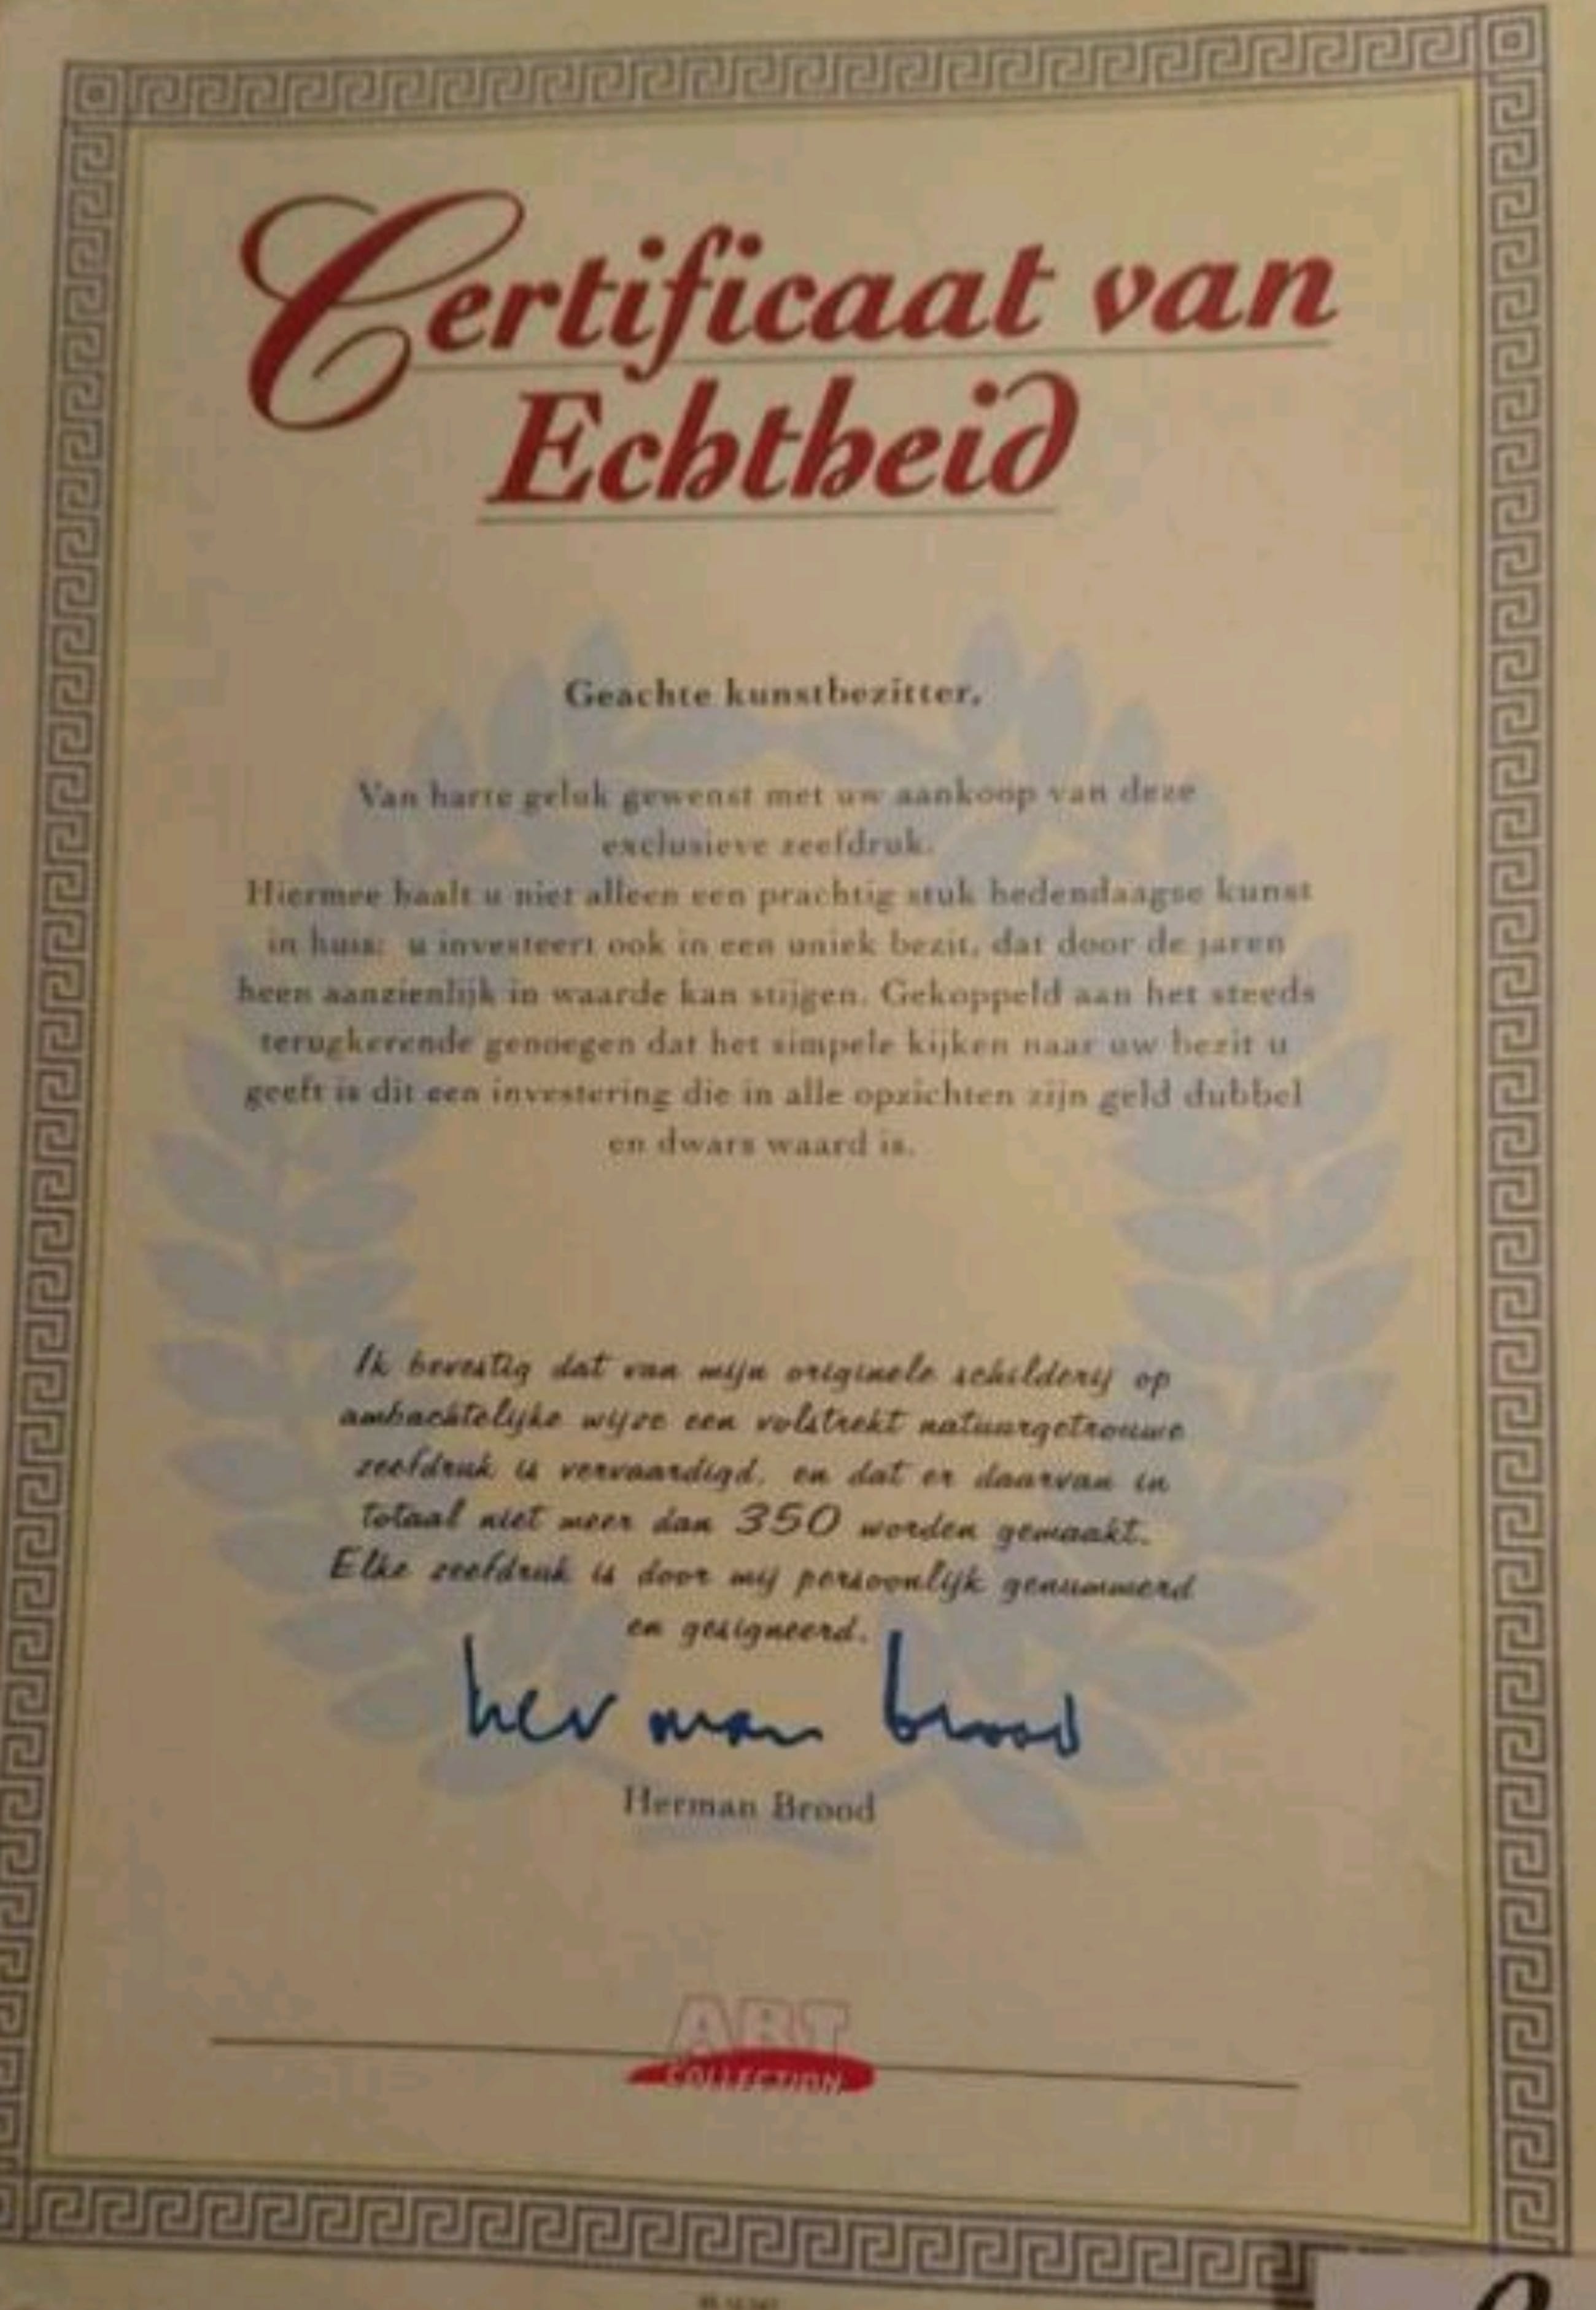 Certificaat van
Echtheid
Geachte kunstbezitter,
Van harte geluk gewenst met uw aankoop van deze
exclusieve zeefdruk.
Hiermee haalt u niet alleen een prachtig stuk hedendaagse kunst
in huis: u investeert ook in een uniek bezit, dat door de jaren
heen aanzienlijk in waarde kan stijgen. Gekoppeld aan het steeds
terugkerende genoegen dat het simpele kijken naar uw bezit u
geeft is dit een investering die in alle opzichten zijn geld dubbel
en dwars waard is.
Ik bevestig dat van mijn originele schilderij op
ambachtelijke wijze een volstrekt natuurgetrouwe
zeefdruk is vervaardigd, en dat er daarvan in
totaal niet meer dan 350 worden gemaakt.
Elke zeefdruk is door mij persoonlijk genummerd
en gesigneerd.
herman brood
Herman Brood
ART
COLLECTION